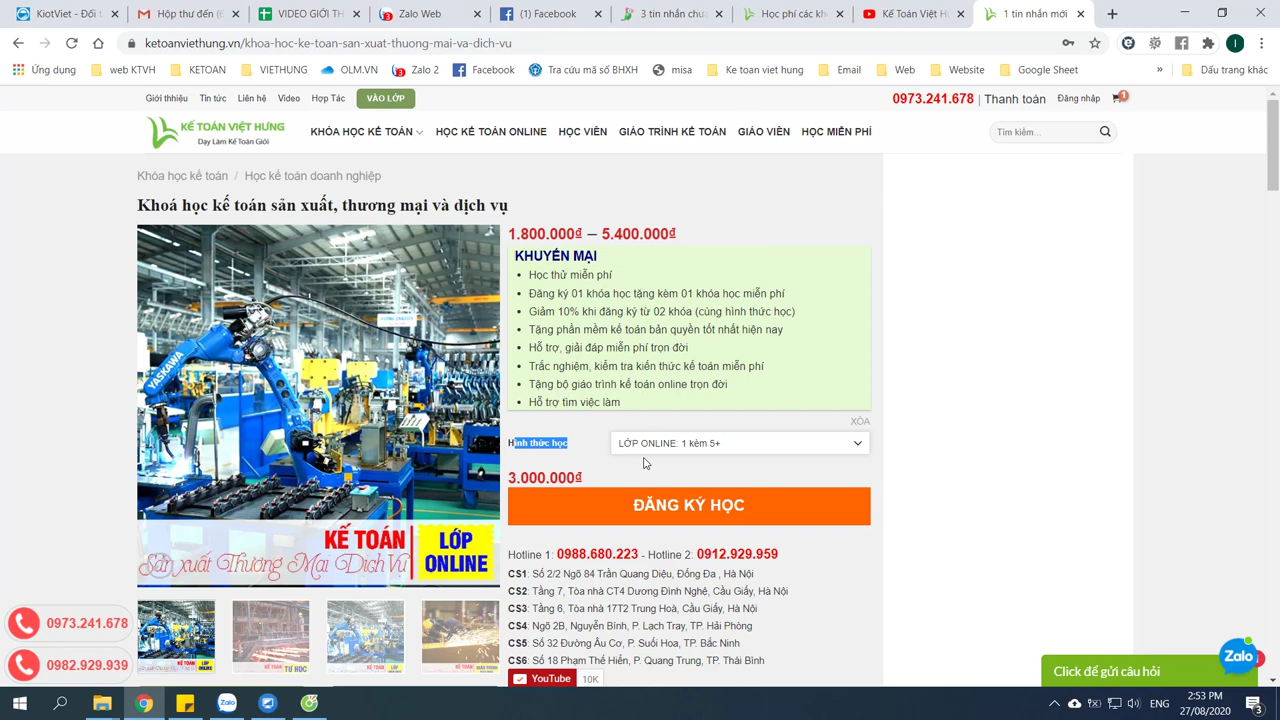 KiotViet - B
Hop thu đến (6
VIDEO GIỚI TH
Zalo Web
(1) Facebook
3 tin nhắn chư
Học phí các kh
Kế Toán Việt H
1 tin nhắn mới
ketoanviethung.vn/khoa-hoc-ke-toan-san-xuat-thuong-mai-va-dich-vu
Ứng dụng
web KTVH
KETOAN
VIETHUNG
OLM.VN
Zalo 2
Facebook
Tra cứu mã số BHXH
misa
Ke toan viet hung
Email
Web
Website
Google Sheet
»
Dấu trang khác
Giới thhiệu
Tin tức
Liên hệ
Video
Hợp Tác
VÀO LỚP
0973.241.678 | Thanh toán
Đăng nhập
1
KẾ TOÁN VIỆT HƯNG
Dạy Làm Kế Toán Giỏi
KHÓA HỌC KẾ TOÁN
HỌC KẾ TOÁN ONLINE
HỌC VIÊN
GIÁO TRÌNH KẾ TOÁN
GIÁO VIÊN
HỌC MIỄN PHÍ
Tìm kiếm…
Khóa học kế toán / Học kế toán doanh nghiệp
Khoá học kế toán sản xuất, thương mại và dịch vụ
YASKAWA
KẾ TOÁN
Sản xuất Thương Mại Dịch Vụ
LỚP
ONLINE
1.800.000₫ – 5.400.000₫
KHUYẾN MẠI
Học thử miễn phí
Đăng ký 01 khóa học tặng kèm 01 khóa học miễn phí
Giảm 10% khi đăng ký từ 02 khóa (cùng hình thức học)
Tặng phần mềm kế toán bản quyền tốt nhất hiện nay
Hỗ trợ, giải đáp miễn phí trọn đời
Trắc nghiệm, kiểm tra kiến thức kế toán miễn phí
Tặng bộ giáo trình kế toán online trọn đời
Hỗ trợ tìm việc làm
XÓA
Hình thức học
LỚP ONLINE: 1 kèm 5+
3.000.000₫
ĐĂNG KÝ HỌC
Hotline 1: 0988.680.223 - Hotline 2: 0912.929.959
CS1: Số 2/2 Ngõ 84 Trần Quang Diệu, Đống Đa , Hà Nội
CS2: Tầng 7, Tòa nhà CT4 Dương Đình Nghệ, Cầu Giấy, Hà Nội
CS3: Tầng 6, Tòa nhà 17T2 Trung Hoà, Cầu Giấy, Hà Nội
CS4: Ngõ 2B, Nguyễn Bính, P. Lạch Tray, TP. Hải Phòng
CS5: Số 32 Đường Âu Cơ, P. Suối Hoa, TP. Bắc Ninh
CS6: Số 18 Phạm Thế Hiển, P. Quang Trung, TP. Thái Bình
YouTube
10K
0973.241.678
0982.929.939
Click để gửi câu hỏi
Zalo
ENG
2:53 PM
27/08/2020
3